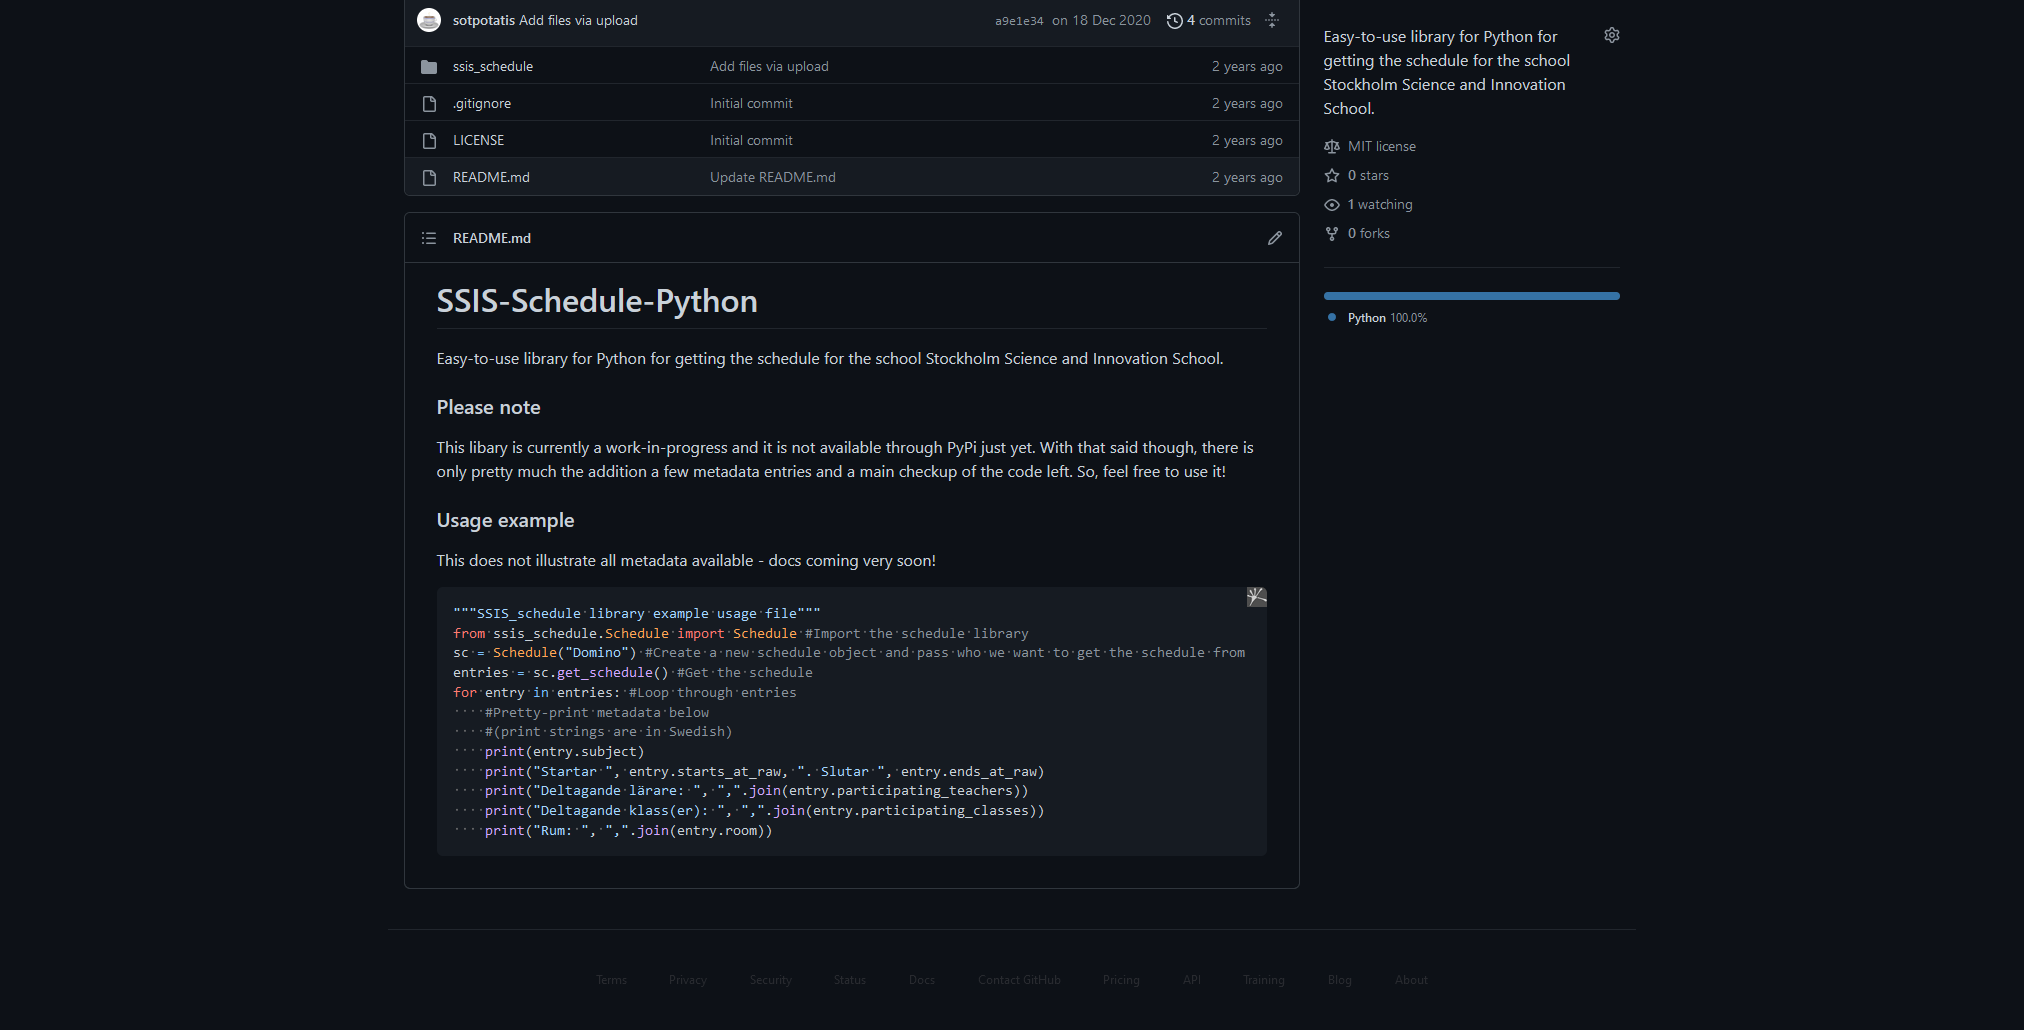 sotpotatis Add files via upload a9e1e34 on 18 Dec 2020 4 commits
ssis_schedule Add files via upload 2 years ago
.gitignore Initial commit 2 years ago
LICENSE Initial commit 2 years ago
README.md Update README.md 2 years ago
README.md
SSIS-Schedule-Python
Easy-to-use library for Python for getting the schedule for the school Stockholm Science and Innovation School.
Please note
This libary is currently a work-in-progress and it is not available through PyPi just yet. With that said though, there is
only pretty much the addition a few metadata entries and a main checkup of the code left. So, feel free to use it!
Usage example
This does not illustrate all metadata available - docs coming very soon!
"""SSIS_schedule library example usage file"""
from ssis_schedule.Schedule import Schedule #Import the schedule library
sc = Schedule("Domino") #Create a new schedule object and pass who we want to get the schedule from
entries = sc.get_schedule() #Get the schedule
for entry in entries: #Loop through entries
····#Pretty-print metadata below
····#(print strings are in Swedish)
····print(entry.subject)
····print("Startar ", entry.starts_at_raw, ". Slutar ", entry.ends_at_raw)
····print("Deltagande lärare: ", ",".join(entry.participating_teachers))
····print("Deltagande klass(er): ", ",".join(entry.participating_classes))
····print("Rum: ", ",".join(entry.room))
Easy-to-use library for Python for
getting the schedule for the school
Stockholm Science and Innovation
School.
MIT license
0 stars
1 watching
0 forks
Python 100.0%
Terms Privacy Security Status Docs Contact GitHub Pricing API Training Blog About